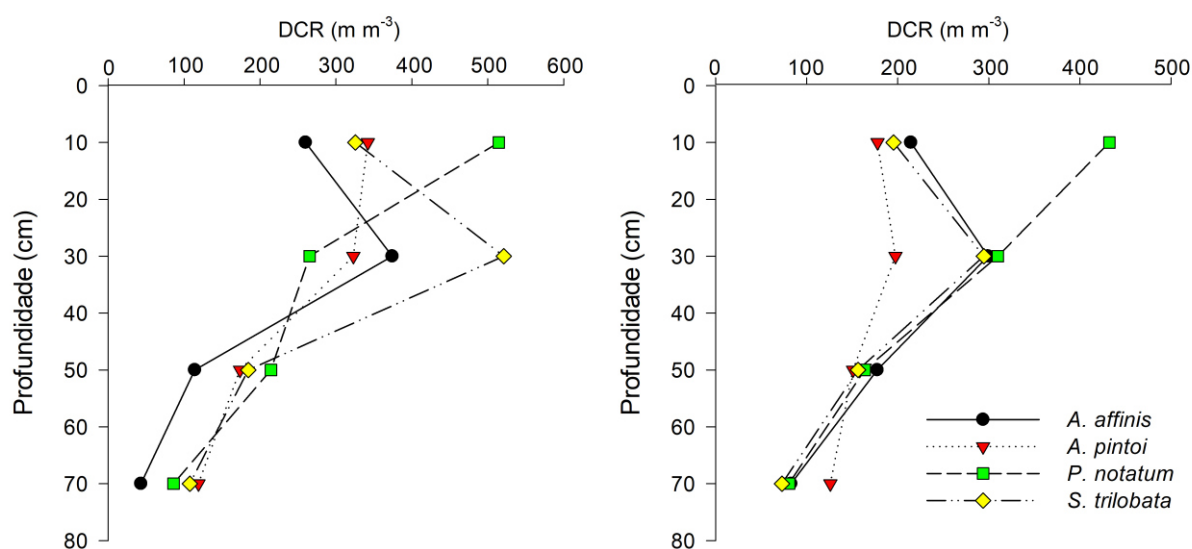 DCR (m m⁻³)
0 100 200 300 400 500 600
0
10
20
30
40
50
60
70
80
Profundidade (cm)
DCR (m m⁻³)
0 100 200 300 400 500
0
10
20
30
40
50
60
70
80
Profundidade (cm)
A. affinis
A. pintoi
P. notatum
S. trilobata